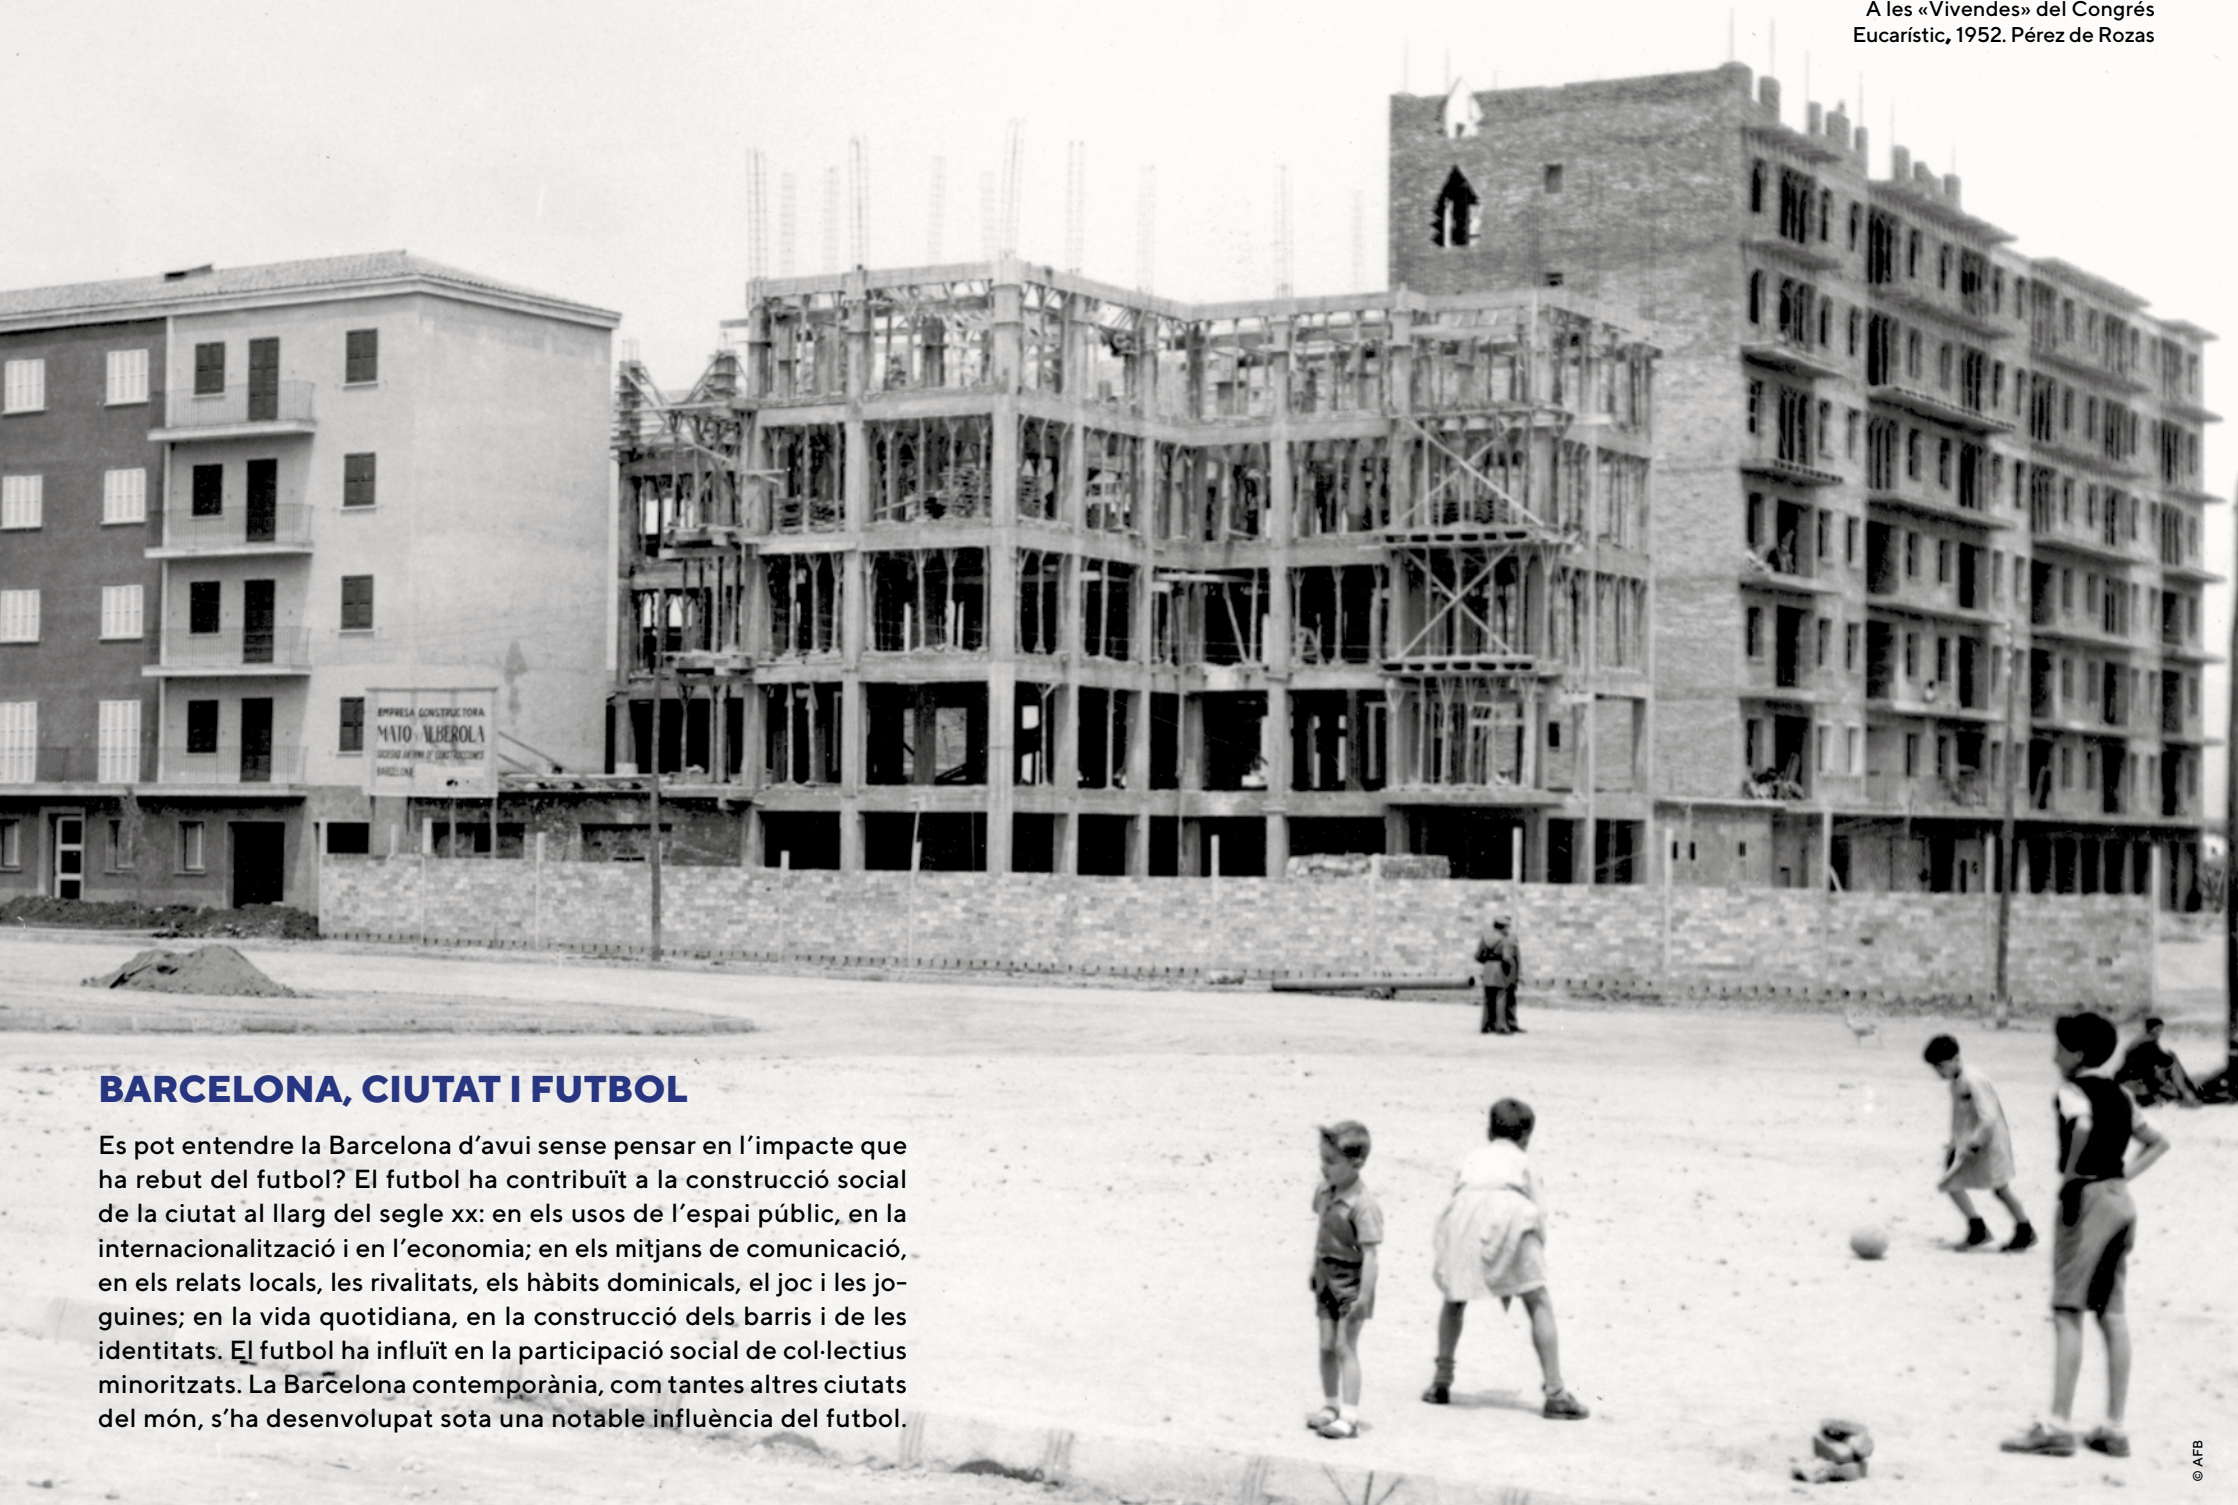 A les «Vivendes» del Congrés
Eucarístic, 1952. Pérez de Rozas
EMPRESA CONSTRUCTORA
MATO Y ALBEROLA
BARCELONA
BARCELONA, CIUTAT I FUTBOL
Es pot entendre la Barcelona d’avui sense pensar en l’impacte que
ha rebut del futbol? El futbol ha contribuït a la construcció social
de la ciutat al llarg del segle xx: en els usos de l’espai públic, en la
internacionalització i en l’economia; en els mitjans de comunicació,
en els relats locals, les rivalitats, els hàbits dominicals, el joc i les jo-
guines; en la vida quotidiana, en la construcció dels barris i de les
identitats. El futbol ha influït en la participació social de col·lectius
minoritzats. La Barcelona contemporània, com tantes altres ciutats
del món, s’ha desenvolupat sota una notable influència del futbol.
© AFB